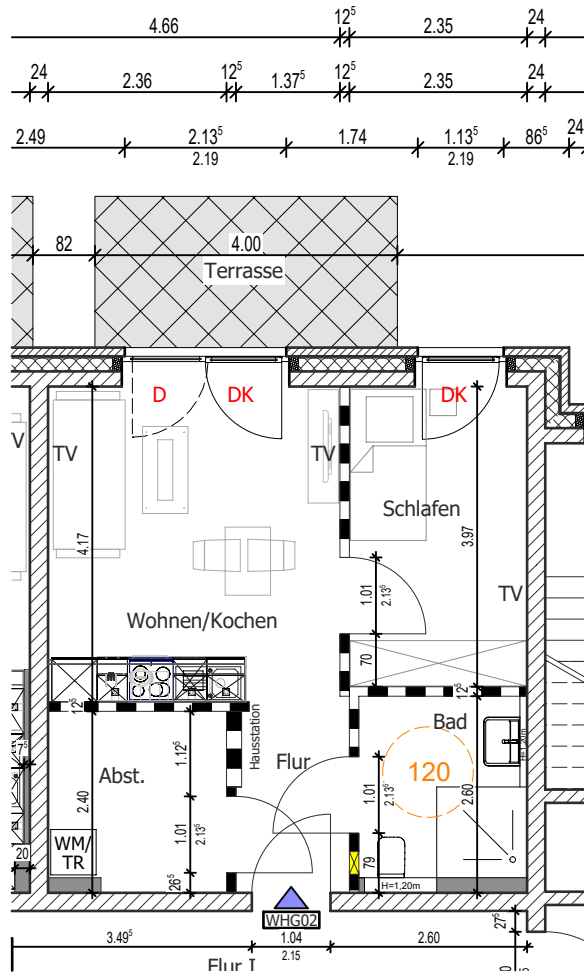 4.66 12⁵ 2.35 24
24 2.36 12⁵ 1.37⁵ 12⁵ 2.35 24
2.49 2.13⁵ 1.74 1.13⁵ 86⁵ 24
2.19 2.19
82 4.00
Terrasse
D DK DK
V TV TV
Schlafen
4.17
3.97
TV
1.01
2.13⁵
Wohnen/Kochen
70
12⁵
12⁵
Bad
H=1,20m
Hausstation
Flur
1.12⁵
7⁵
Abst.
120
2.40
1.01
2.13⁵
1.01
2.13⁵
2.60
WM/
TR
20
26⁵
79
H=1,20m
WHG02
27⁵
3.49⁵ 1.04 2.60
2.15
Flur I